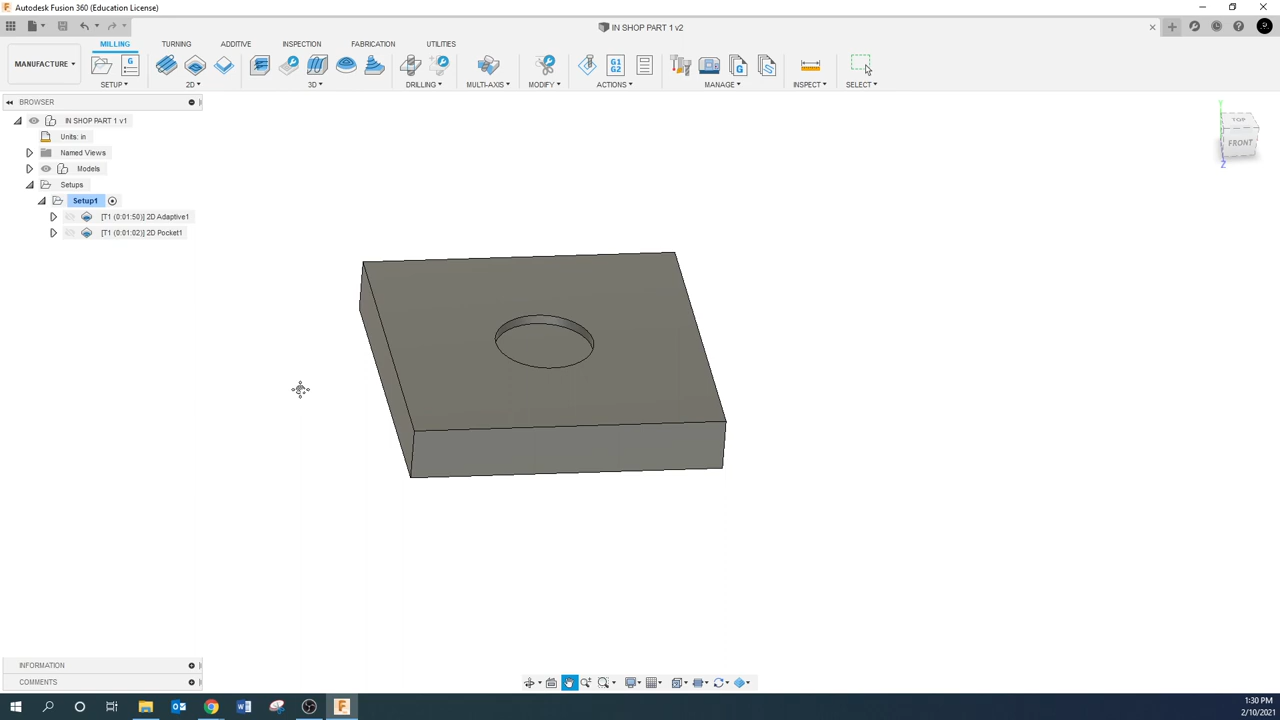 Autodesk Fusion 360 (Education License)
IN SHOP PART 1 v2
MILLING TURNING ADDITIVE INSPECTION FABRICATION UTILITIES
MANUFACTURE
G G1 G2 G
SETUP 2D 3D DRILLING MULTI-AXIS MODIFY ACTIONS MANAGE INSPECT SELECT
BROWSER
IN SHOP PART 1 v1
Units: in
Named Views
Models
Setups
Setup1
[T1 (0:01:50)] 2D Adaptive1
[T1 (0:01:02)] 2D Pocket1
Y
TOP
FRONT
Z
INFORMATION
COMMENTS
1:30 PM
2/10/2021